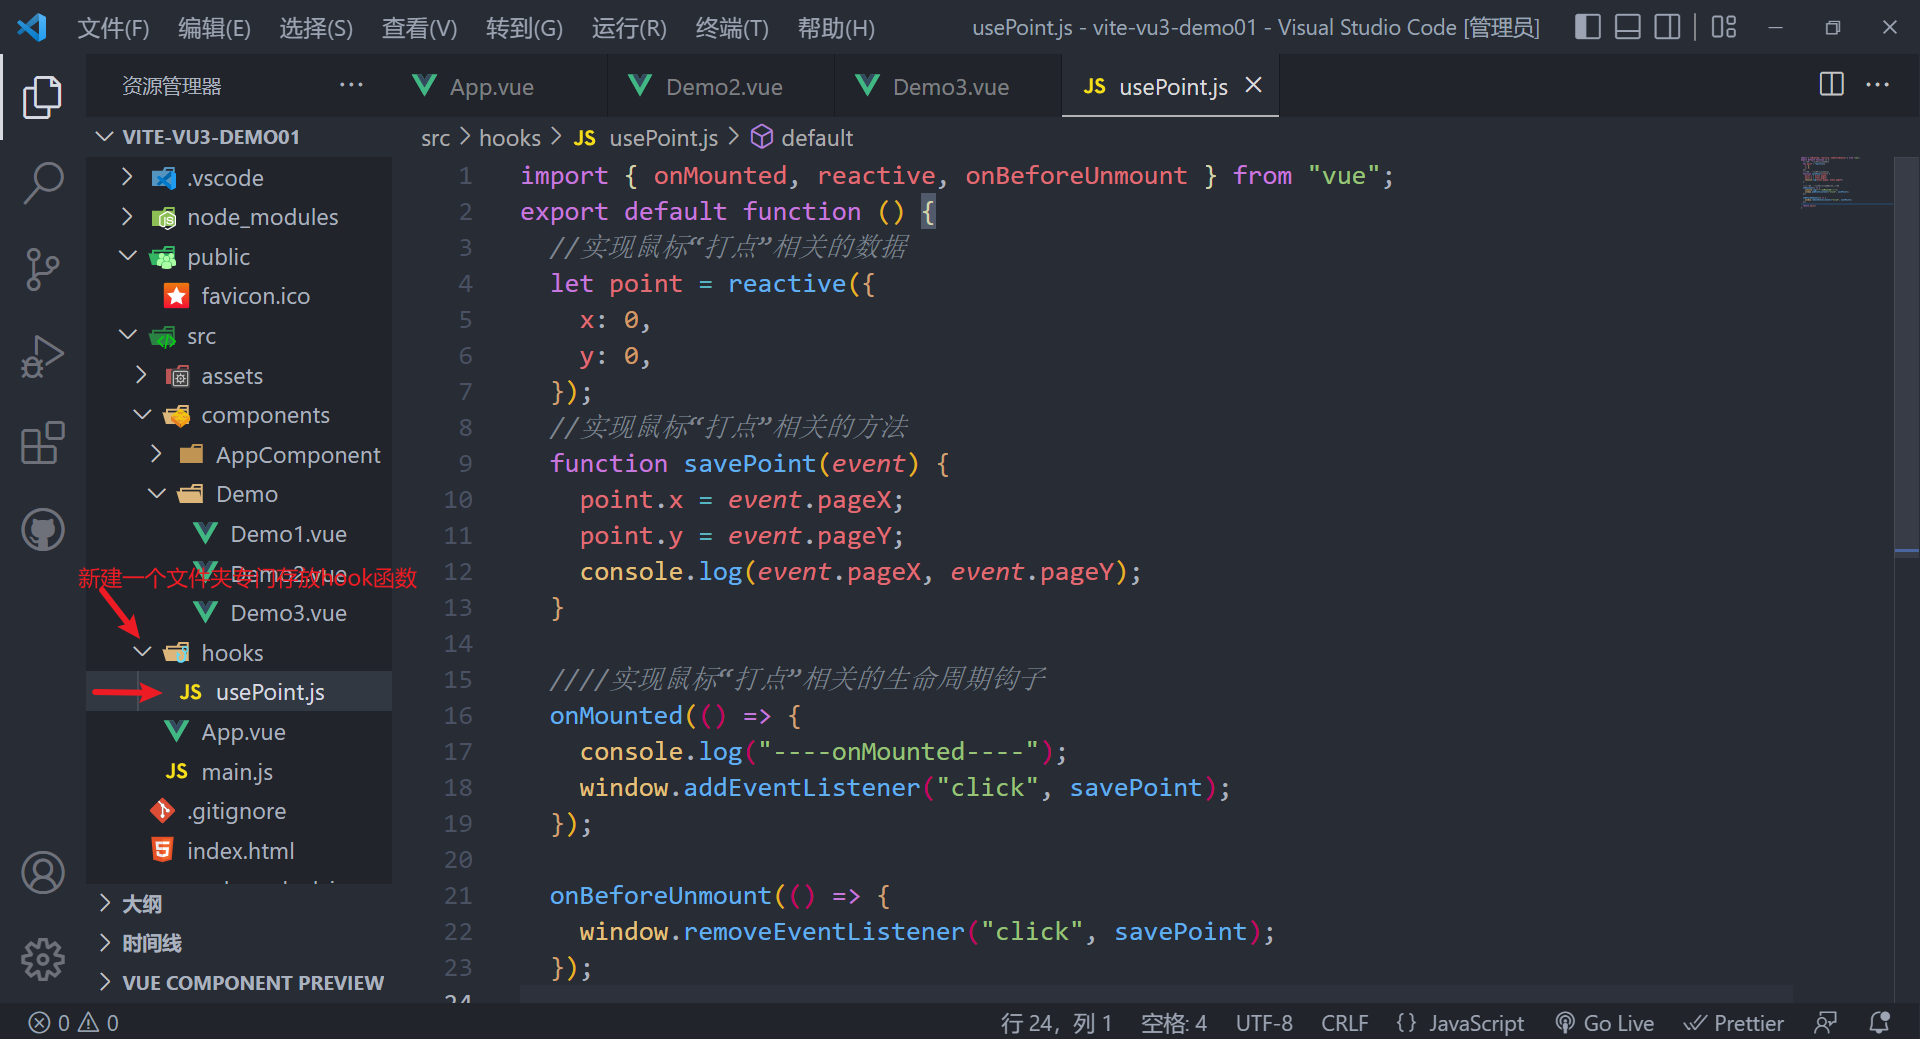 文件(F) 编辑(E) 选择(S) 查看(V) 转到(G) 运行(R) 终端(T) 帮助(H) usePoint.js - vite-vu3-demo01 - Visual Studio Code [管理员]
资源管理器
App.vue Demo2.vue Demo3.vue JS usePoint.js
VITE-VU3-DEMO01
.vscode
node_modules
public
favicon.ico
src
assets
components
AppComponent
Demo
Demo1.vue
Demo2.vue
新建一个文件夹专门存放hook函数
Demo3.vue
hooks
JS usePoint.js
App.vue
JS main.js
.gitignore
index.html
大纲
时间线
VUE COMPONENT PREVIEW
src > hooks > JS usePoint.js > default
1 import { onMounted, reactive, onBeforeUnmount } from "vue";
2 export default function () {
3 //实现鼠标“打点”相关的数据
4 let point = reactive({
5 x: 0,
6 y: 0,
7 });
8 //实现鼠标“打点”相关的方法
9 function savePoint(event) {
10 point.x = event.pageX;
11 point.y = event.pageY;
12 console.log(event.pageX, event.pageY);
13 }
14
15 ////实现鼠标“打点”相关的生命周期钩子
16 onMounted(() => {
17 console.log("----onMounted----");
18 window.addEventListener("click", savePoint);
19 });
20
21 onBeforeUnmount(() => {
22 window.removeEventListener("click", savePoint);
23 });
24
0 0 行 24，列 1 空格: 4 UTF-8 CRLF {} JavaScript Go Live Prettier